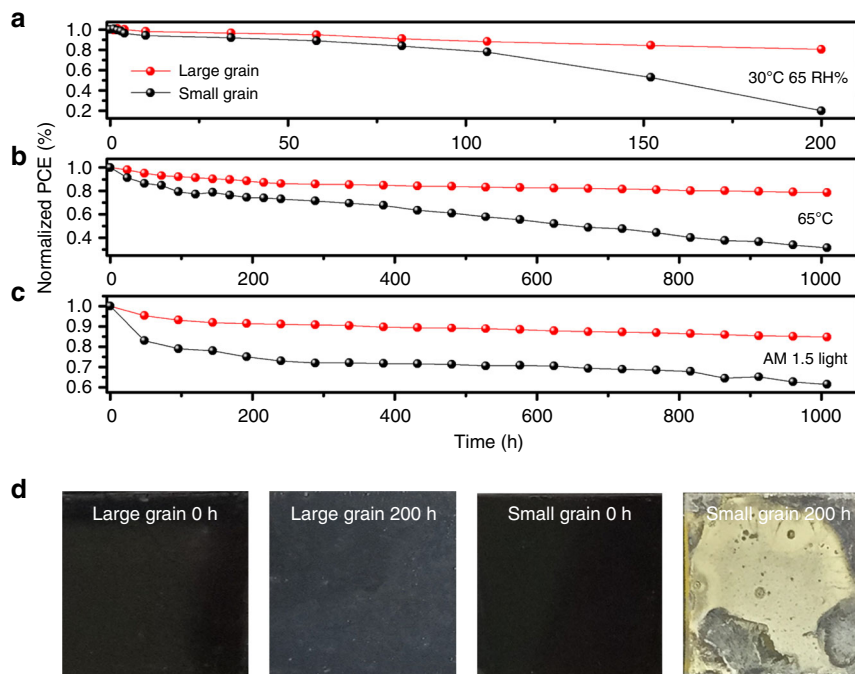 a
1.0
0.8
0.6
0.4
0.2
Large grain
Small grain
30°C 65 RH%
0 50 100 150 200
b
1.0
0.8
0.6
0.4
65°C
0 200 400 600 800 1000
Normalized PCE (%)
c
1.0
0.9
0.8
0.7
0.6
AM 1.5 light
0 200 400 600 800 1000
Time (h)
d
Large grain 0 h
Large grain 200 h
Small grain 0 h
Small grain 200 h